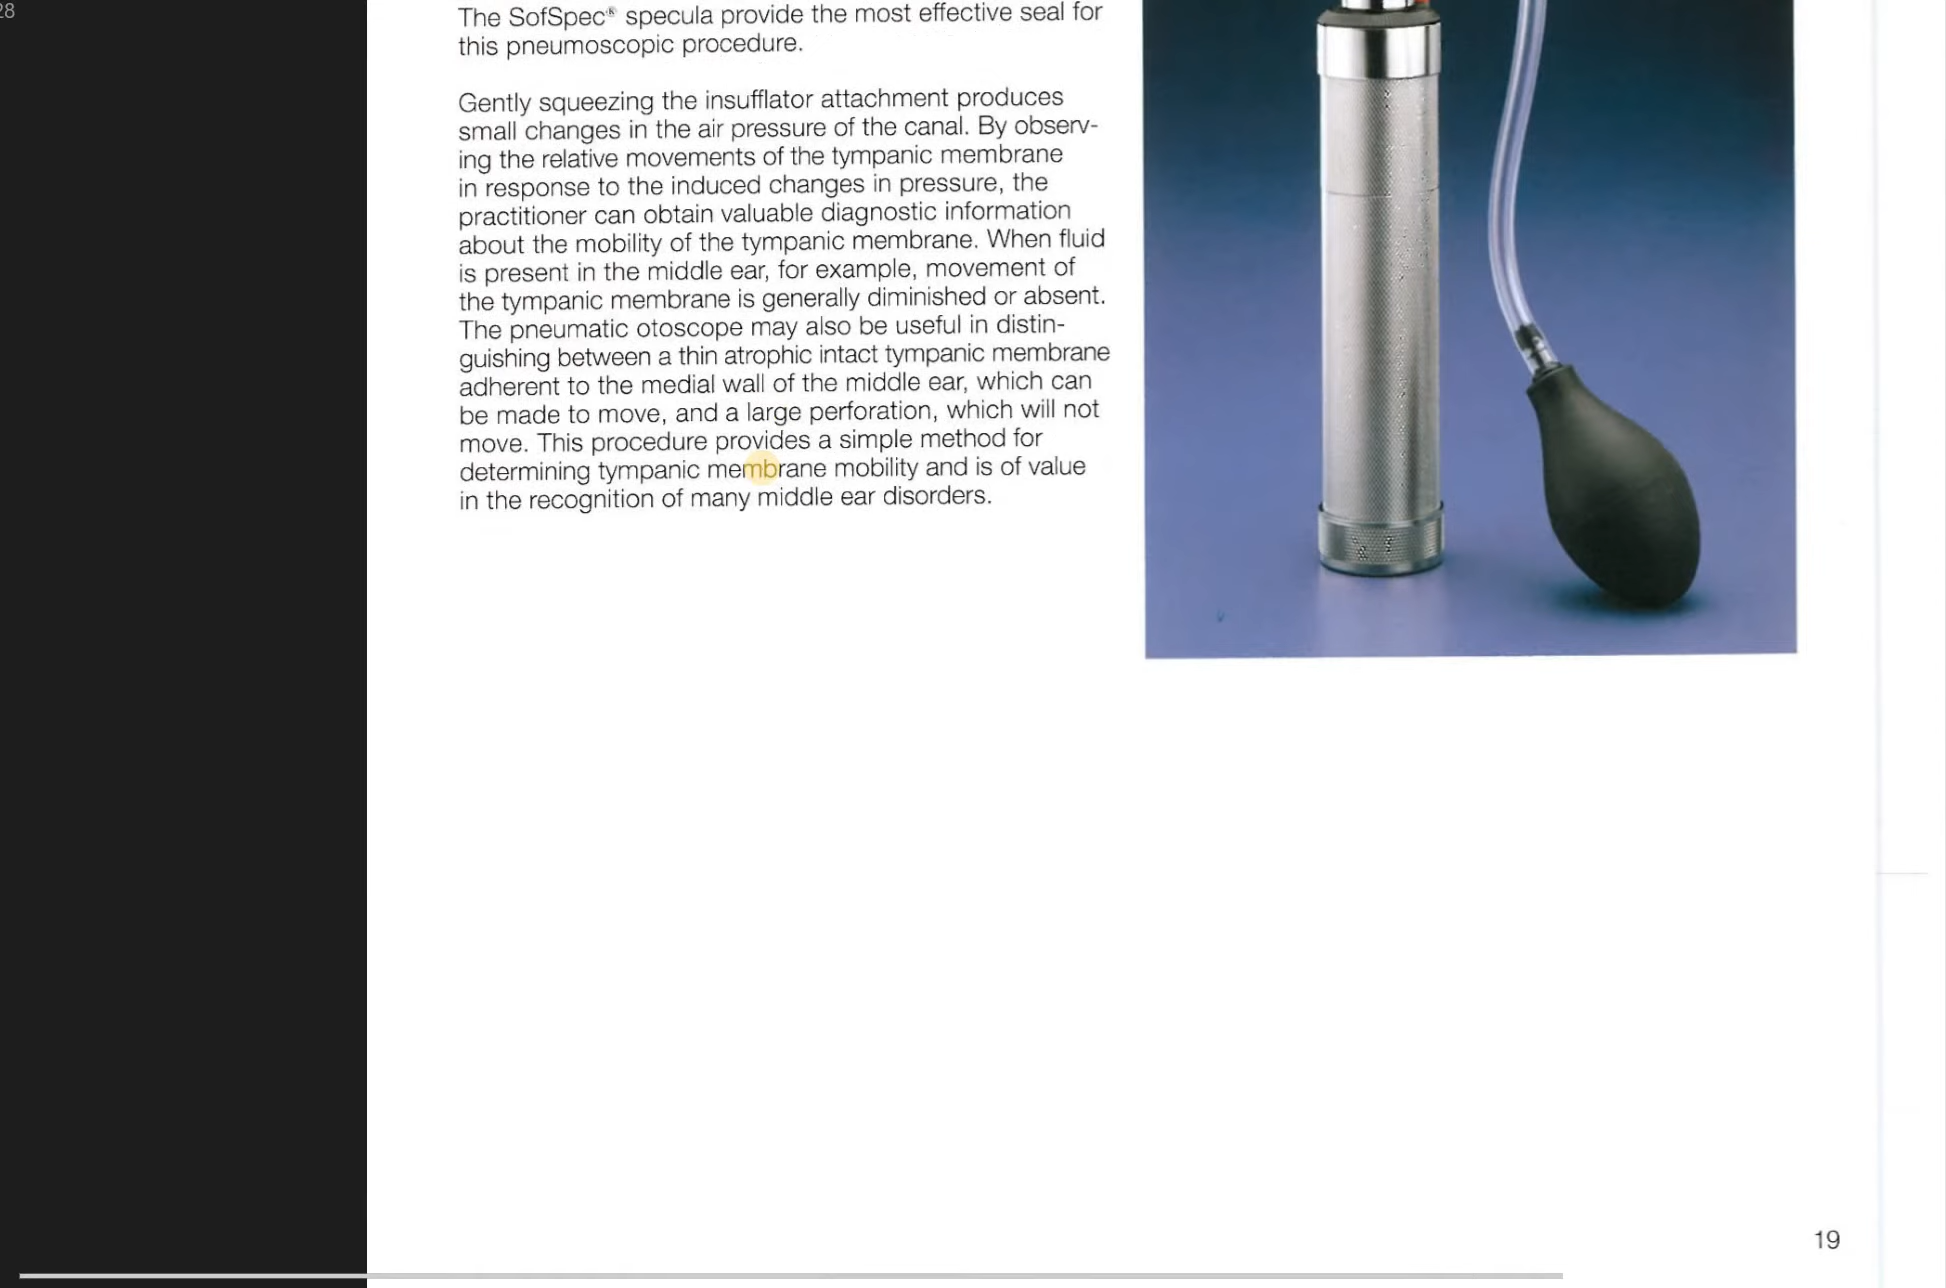 28
The SofSpec® specula provide the most effective seal for
this pneumoscopic procedure.
Gently squeezing the insufflator attachment produces
small changes in the air pressure of the canal. By observ-
ing the relative movements of the tympanic membrane
in response to the induced changes in pressure, the
practitioner can obtain valuable diagnostic information
about the mobility of the tympanic membrane. When fluid
is present in the middle ear, for example, movement of
the tympanic membrane is generally diminished or absent.
The pneumatic otoscope may also be useful in distin-
guishing between a thin atrophic intact tympanic membrane
adherent to the medial wall of the middle ear, which can
be made to move, and a large perforation, which will not
move. This procedure provides a simple method for
determining tympanic membrane mobility and is of value
in the recognition of many middle ear disorders.
19